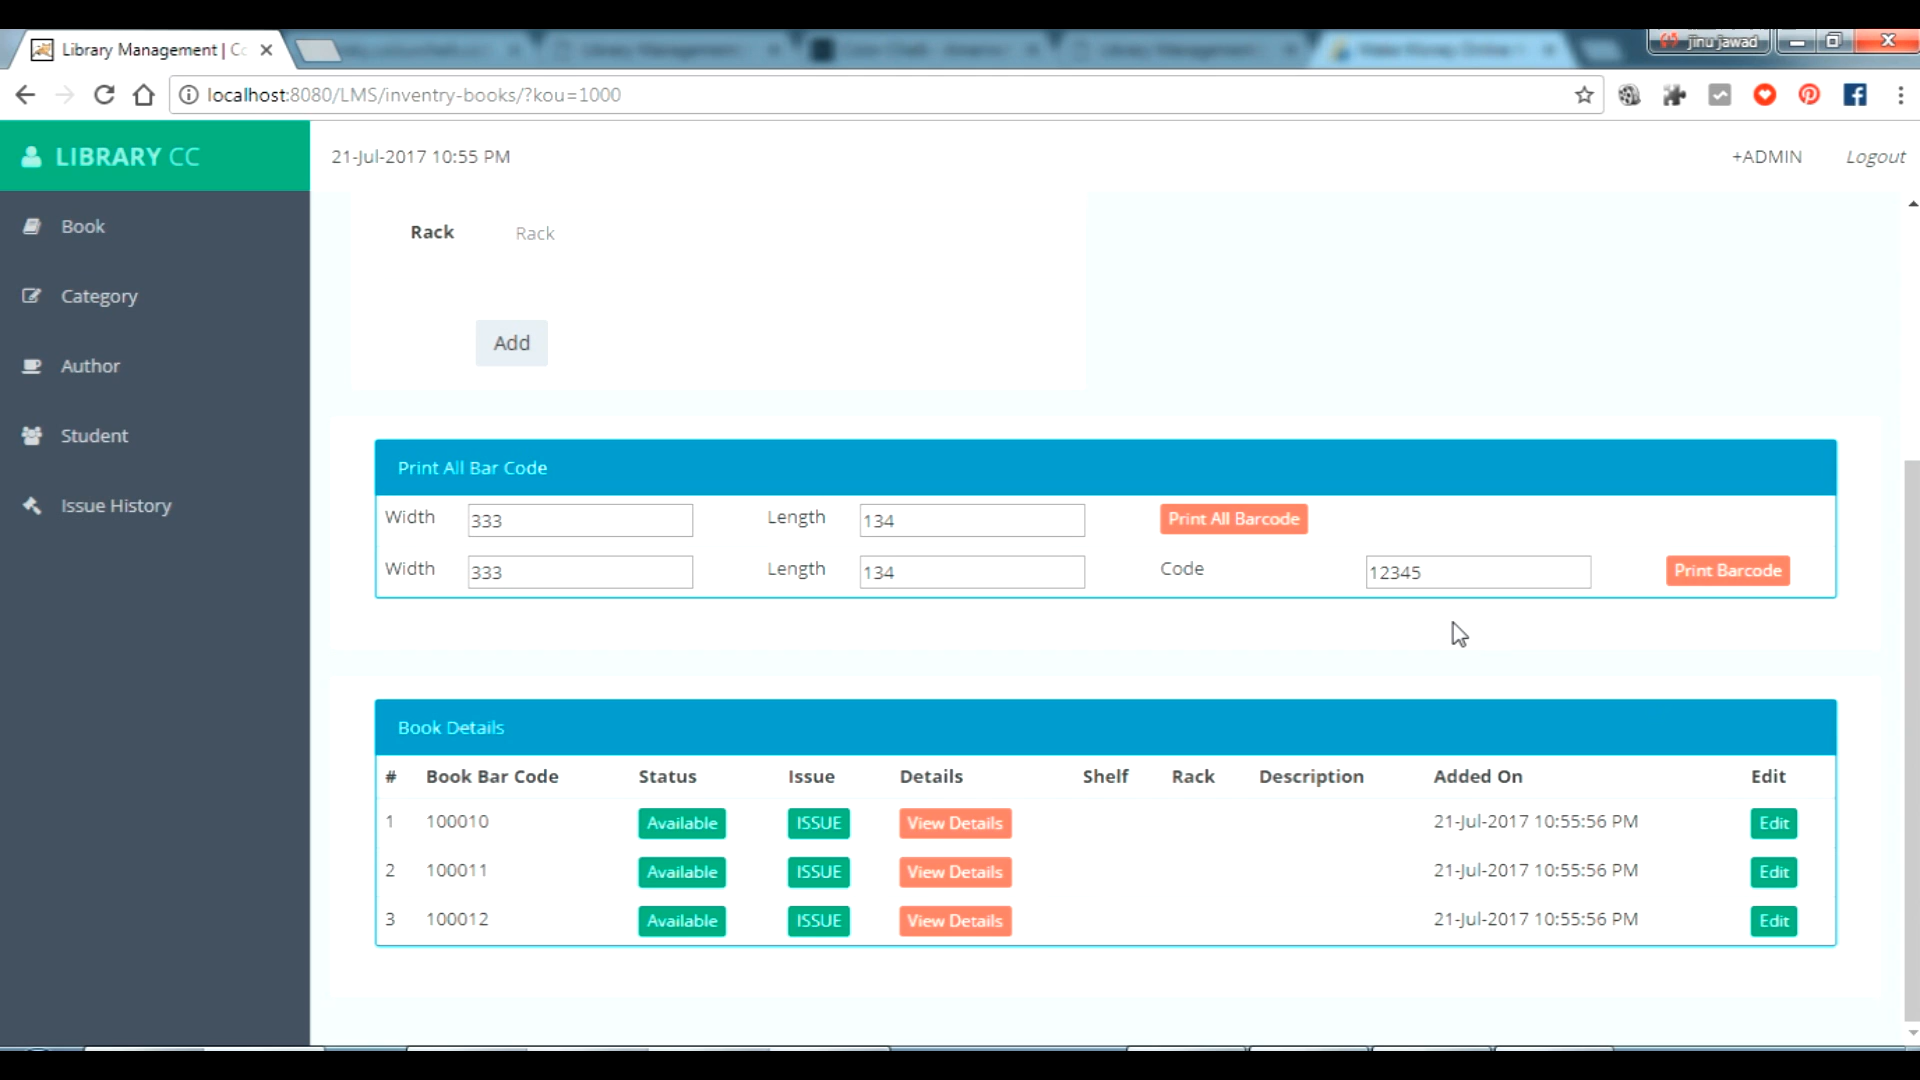 Library Management | Cc
jinu jawad
localhost:8080/LMS/inventry-books/?kou=1000
LIBRARY CC
21-Jul-2017 10:55 PM
+ADMIN
Logout
Book
Category
Author
Student
Issue History
Rack Rack
Add
Print All Bar Code
Width 333 Length 134 Print All Barcode
Width 333 Length 134 Code 12345 Print Barcode
Book Details
# Book Bar Code Status Issue Details Shelf Rack Description Added On Edit
1 100010 Available ISSUE View Details 21-Jul-2017 10:55:56 PM Edit
2 100011 Available ISSUE View Details 21-Jul-2017 10:55:56 PM Edit
3 100012 Available ISSUE View Details 21-Jul-2017 10:55:56 PM Edit